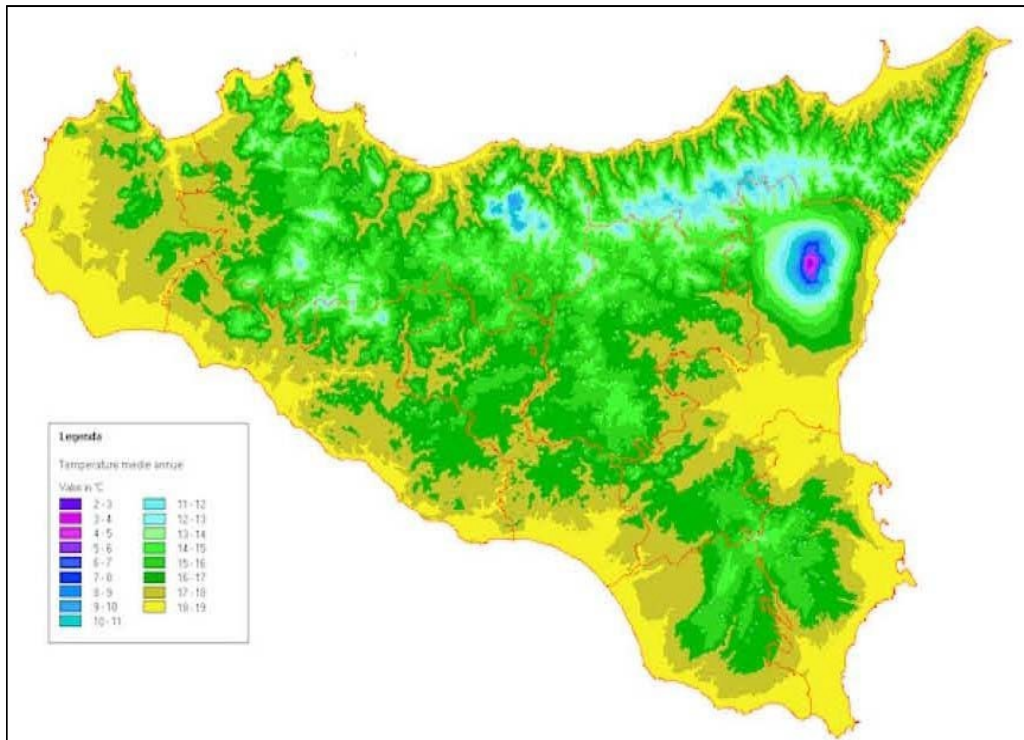 Legenda
Temperature medie annue
Valori in °C
2 - 3
3 - 4
4 - 5
5 - 6
6 - 7
7 - 8
8 - 9
9 - 10
10 - 11
11 - 12
12 - 13
13 - 14
14 - 15
15 - 16
16 - 17
17 - 18
18 - 19